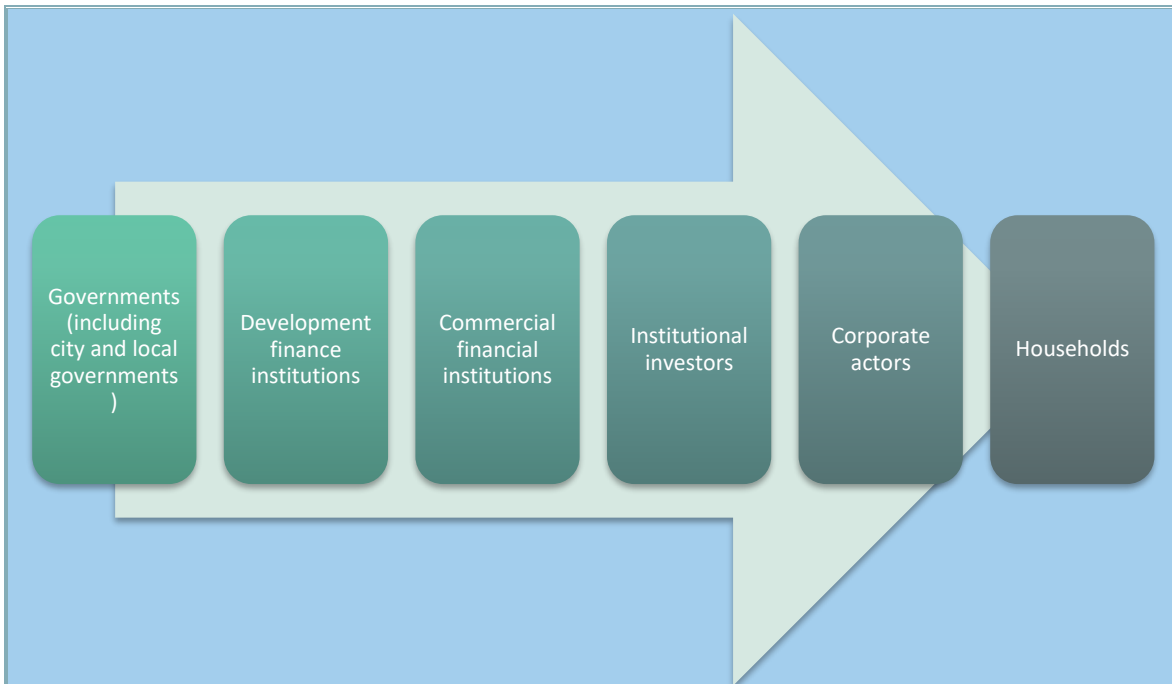 Governments
(including
city and local
governments
)
Development
finance
institutions
Commercial
financial
institutions
Institutional
investors
Corporate
actors
Households